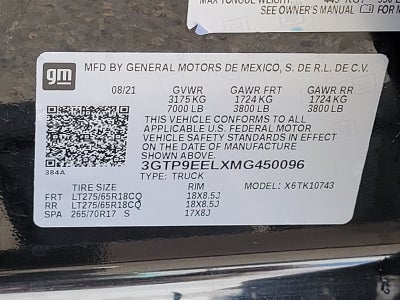 MAX TONGUE WEIGHT:
SEE OWNER'S MANUAL
gm
MFD BY GENERAL MOTORS DE MEXICO, S. DE R.L. DE C.V.
08/21 GVWR GAWR FRT GAWR RR
3175 KG 1724 KG 1724 KG
7000 LB 3800 LB 3800 LB
THIS VEHICLE CONFORMS TO ALL
APPLICABLE U.S. FEDERAL MOTOR
VEHICLE SAFETY STANDARDS IN EFFECT
ON THE DATE OF MANUFACTURE
SHOWN ABOVE.
384A 3GTP9EELXMG450096
TYPE: TRUCK
TIRE SIZE RIM MODEL: X6TK10743
FRT LT275/65R18CQ 18X8.5J
RR LT275/65R18CQ 18X8.5J
SPA 265/70R17 S 17X8J